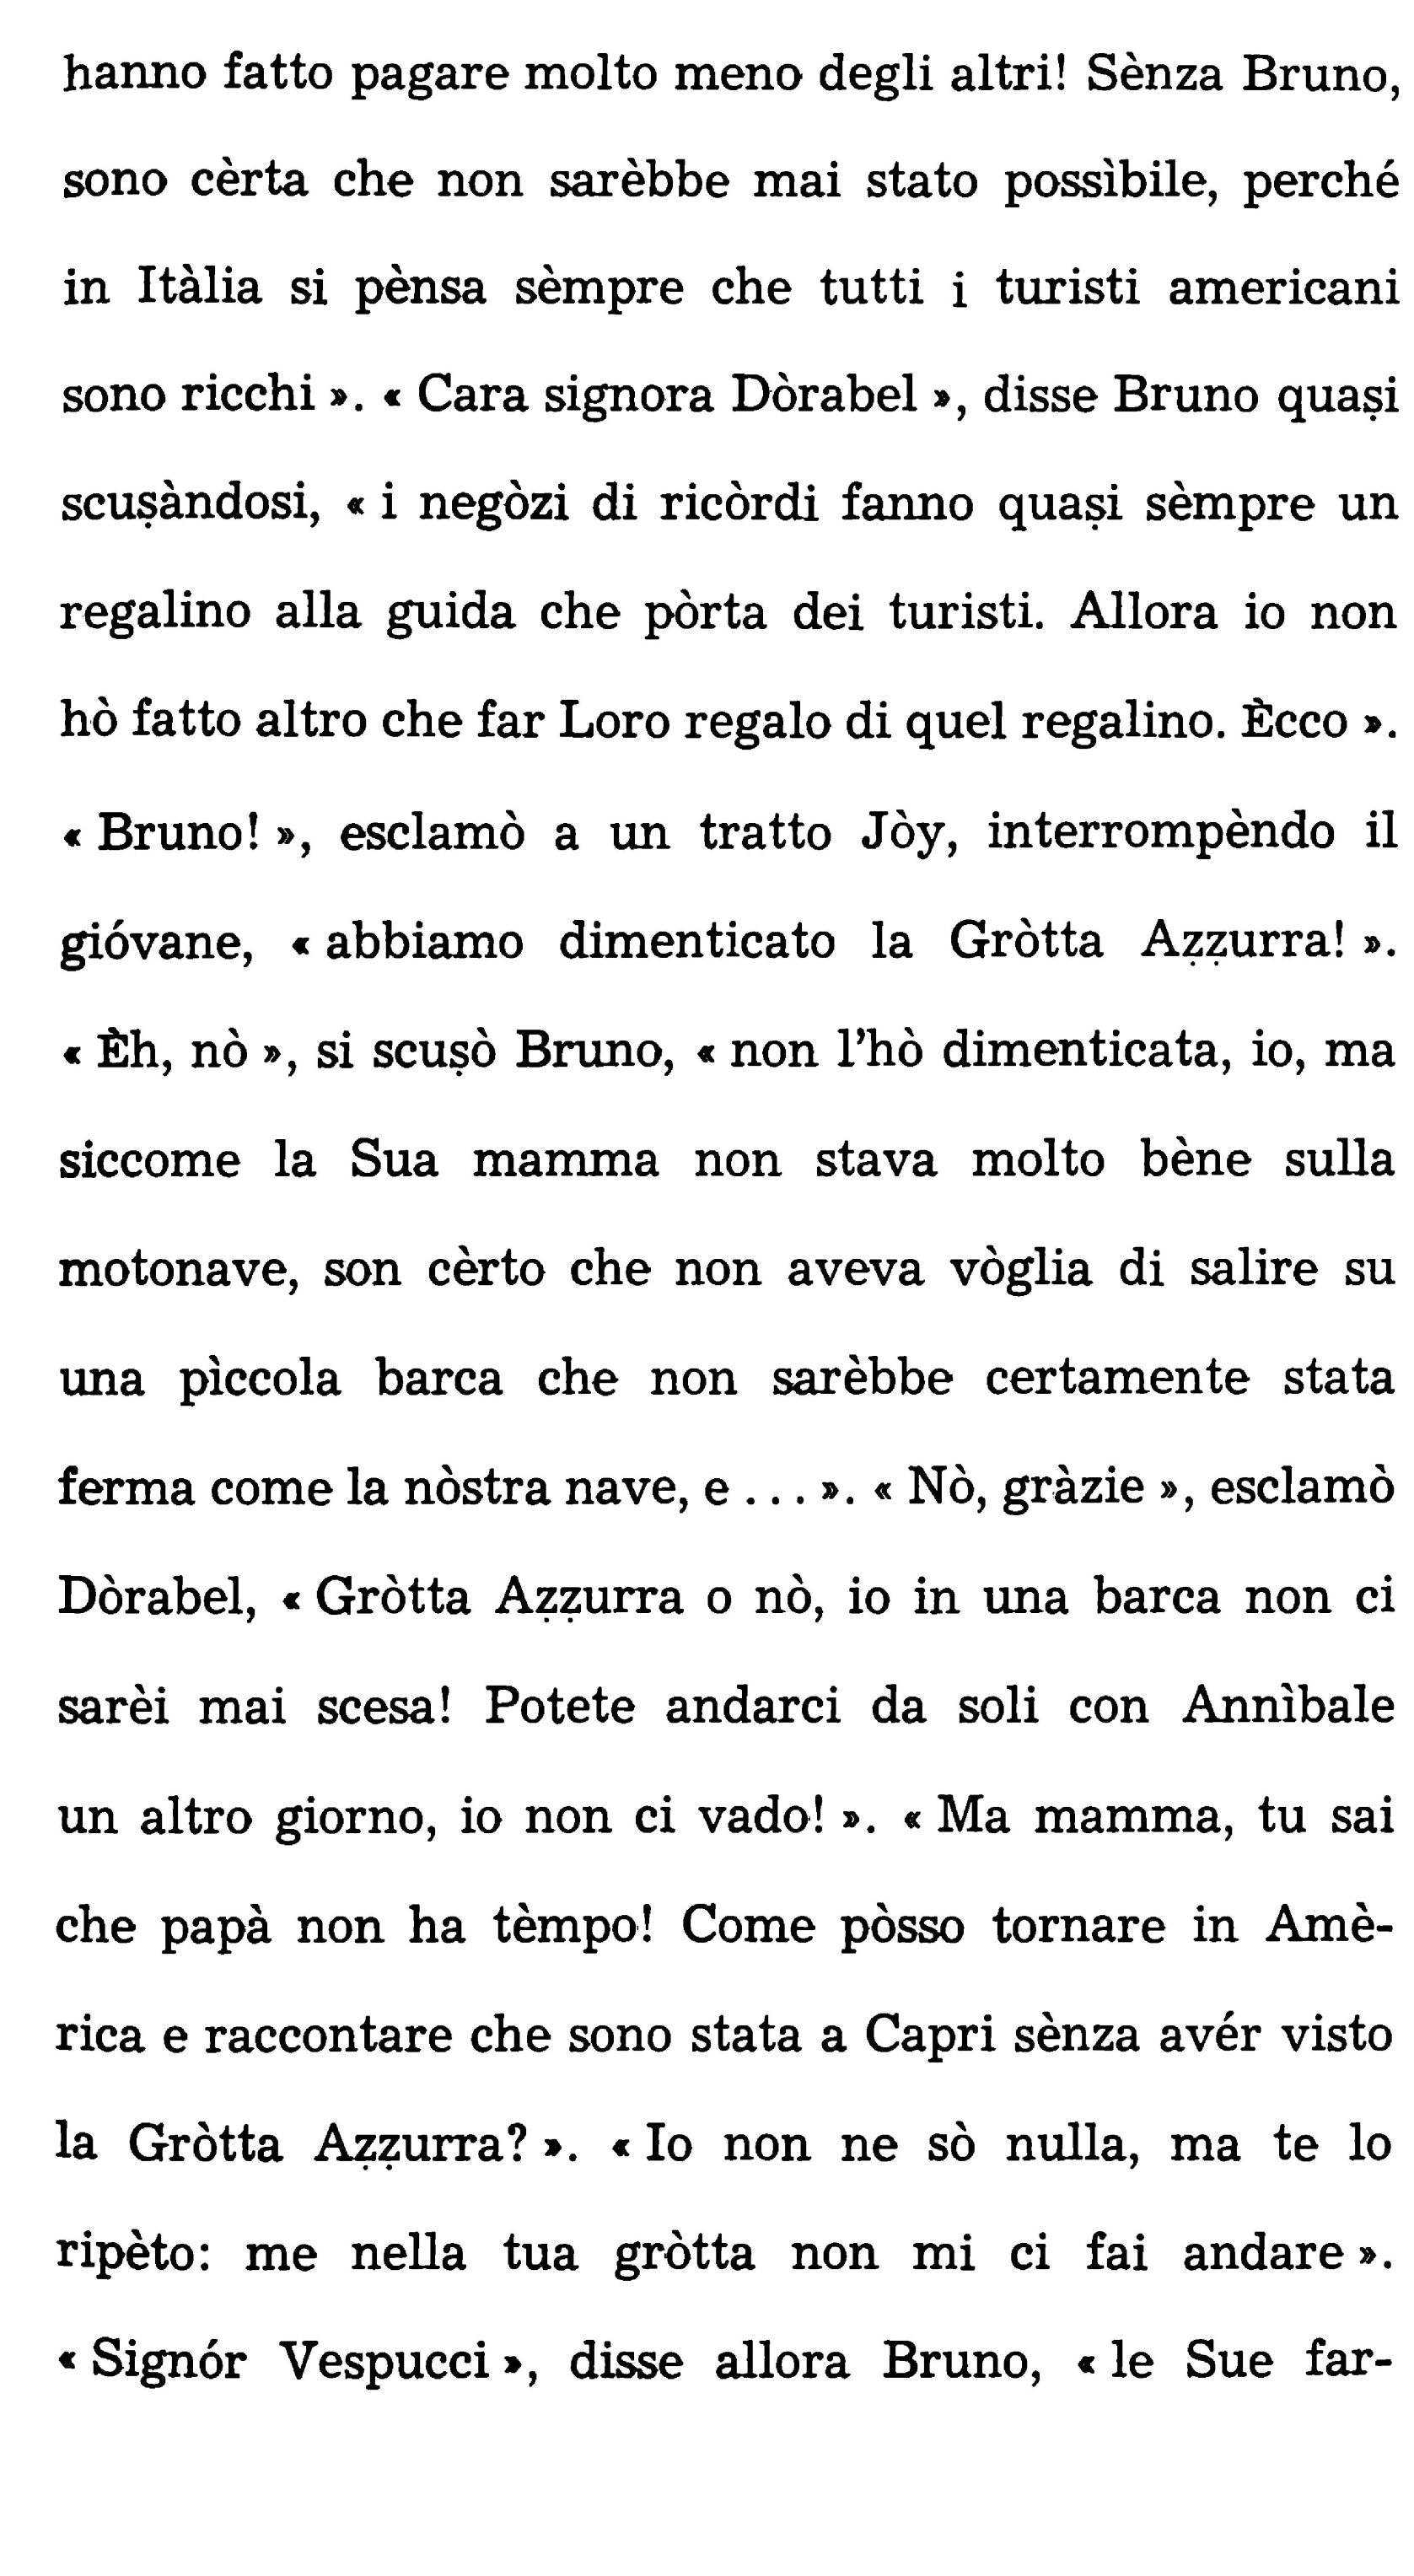 hanno fatto pagare molto meno degli altri! Sènza Bruno,
sono cèrta che non sarèbbe mai stato possìbile, perché
in Itàlia si pènsa sèmpre che tutti i turisti americani
sono ricchi ». « Cara signora Dòrabel », disse Bruno quaṣi
scuṣàndosi, « i negòzi di ricòrdi fanno quaṣi sèmpre un
regalino alla guida che pòrta dei turisti. Allora io non
hò fatto altro che far Loro regalo di quel regalino. Ècco ».
« Bruno! », esclamò a un tratto Jòy, interrompèndo il
gióvane, « abbiamo dimenticato la Gròtta Aẓẓurra! ».
« Èh, nò », si scuṣò Bruno, « non l'hò dimenticata, io, ma
siccome la Sua mamma non stava molto bène sulla
motonave, son cèrto che non aveva vòglia di salire su
una pìccola barca che non sarèbbe certamente stata
ferma come la nòstra nave, e . . . ». « Nò, gràzie », esclamò
Dòrabel, « Gròtta Aẓẓurra o nò, io in una barca non ci
sarèi mai scesa! Potete andarci da soli con Annìbale
un altro giorno, io non ci vado! ». « Ma mamma, tu sai
che papà non ha tèmpo! Come pòsso tornare in Amè-
rica e raccontare che sono stata a Capri sènza avér visto
la Gròtta Aẓẓurra? ». « Io non ne sò nulla, ma te lo
ripèto: me nella tua gròtta non mi ci fai andare ».
« Signór Vespucci », disse allora Bruno, « le Sue far-